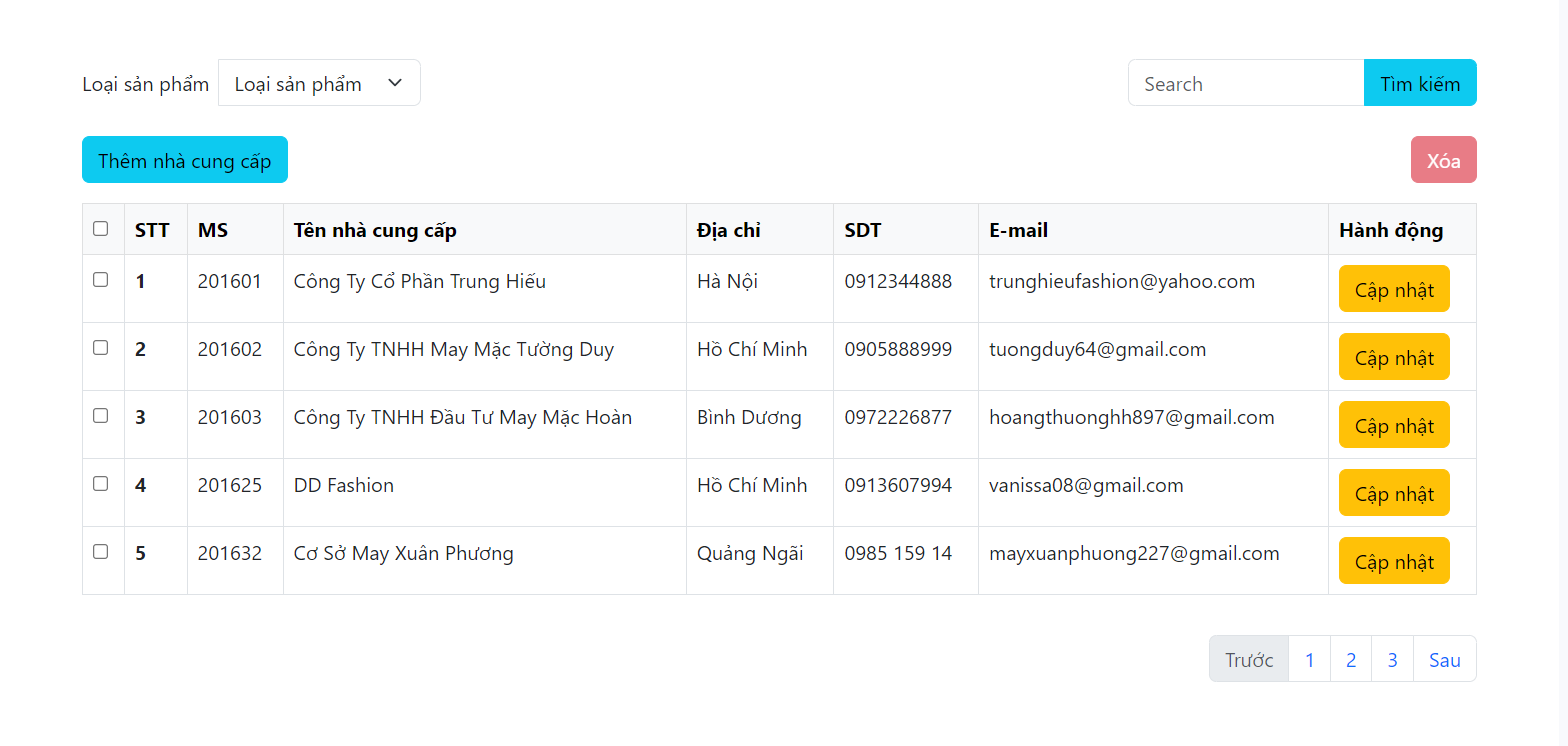 Loại sản phẩm Loại sản phẩm Search Tìm kiếm
Thêm nhà cung cấp Xóa
STT MS Tên nhà cung cấp Địa chỉ SDT E-mail Hành động
1 201601 Công Ty Cổ Phần Trung Hiếu Hà Nội 0912344888 trunghieufashion@yahoo.com Cập nhật
2 201602 Công Ty TNHH May Mặc Tường Duy Hồ Chí Minh 0905888999 tuongduy64@gmail.com Cập nhật
3 201603 Công Ty TNHH Đầu Tư May Mặc Hoàn Bình Dương 0972226877 hoangthuonghh897@gmail.com Cập nhật
4 201625 DD Fashion Hồ Chí Minh 0913607994 vanissa08@gmail.com Cập nhật
5 201632 Cơ Sở May Xuân Phương Quảng Ngãi 0985 159 14 mayxuanphuong227@gmail.com Cập nhật
Trước 1 2 3 Sau